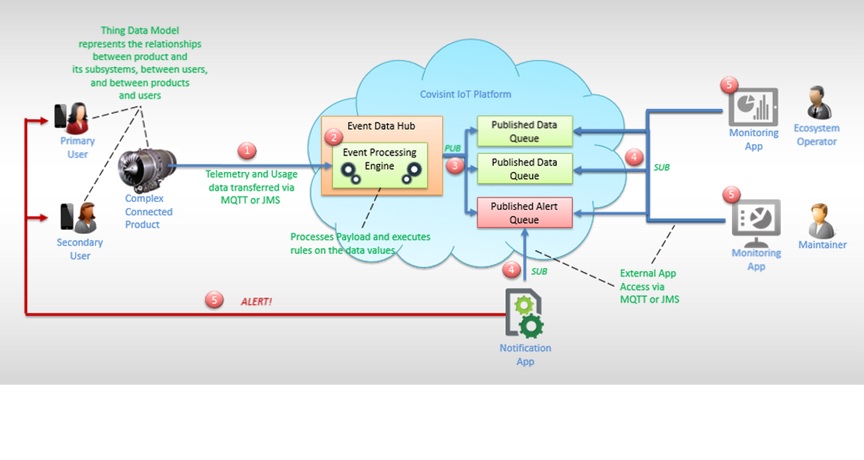 Thing Data Model
represents the relationships
between product and
its subsystems, between users,
and between products
and users
Primary
User
Secondary
User
Complex
Connected
Product
1
Telemetry and Usage
data transferred via
MQTT or JMS
Covisint IoT Platform
Event Data Hub
2
Event Processing
Engine
Processes Payload and executes
rules on the data values
PUB
3
Published Data
Queue
Published Data
Queue
Published Alert
Queue
4
SUB
4
SUB
5
Monitoring
App
Ecosystem
Operator
5
Monitoring
App
Maintainer
External App
Access via
MQTT or JMS
5
ALERT!
Notification
App